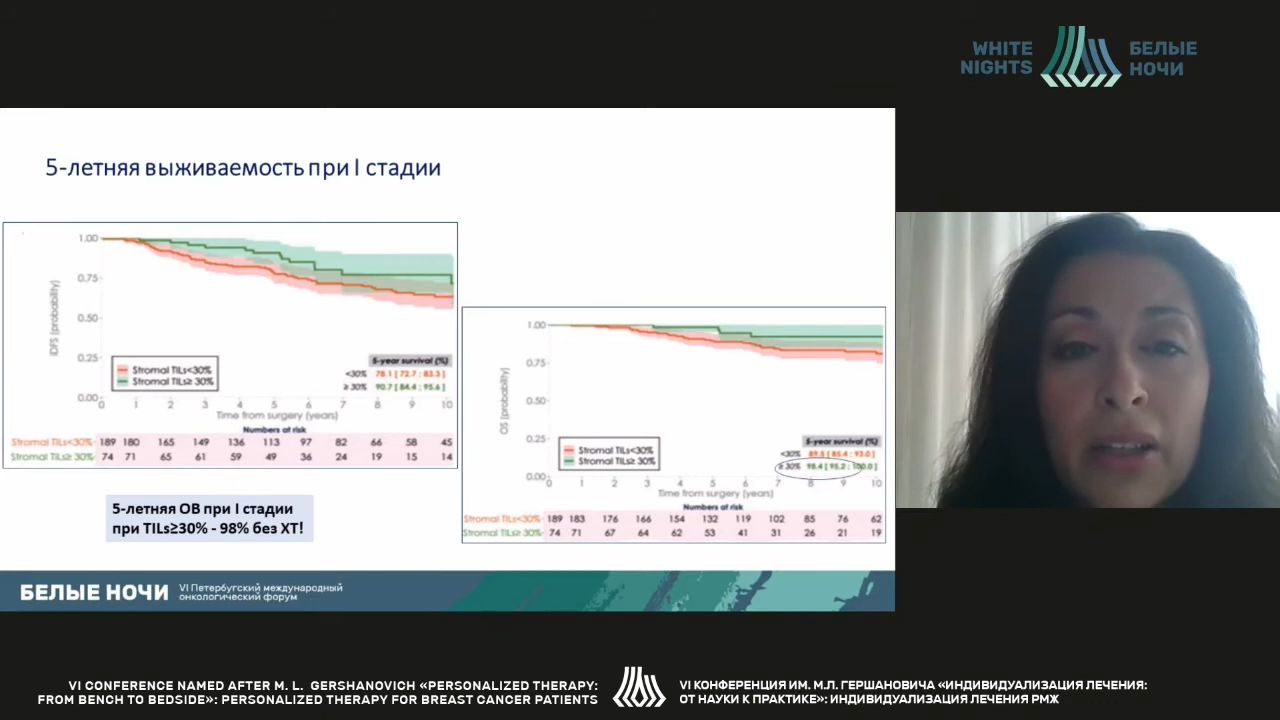 WHITE
NIGHTS
БЕЛЫЕ
НОЧИ
5-летняя выживаемость при I стадии
IDFS (probability)
1.00
0.75
0.50
0.25
0.00
Stromal TILs<30%
Stromal TILs≥ 30%
5-year survival (%)
<30% 78.1 [ 72.7 ; 83.3 ]
≥ 30% 90.7 [ 84.4 ; 95.6 ]
0 1 2 3 4 5 6 7 8 9 10
Time from surgery (years)
Numbers at risk
Stromal TILs<30% 189 180 165 149 136 113 97 82 66 58 45
Stromal TILs≥ 30% 74 71 65 61 59 49 36 24 19 15 14
OS (probability)
1.00
0.75
0.50
0.25
0.00
Stromal TILs<30%
Stromal TILs≥ 30%
5-year survival (%)
<30% 89.5 [ 85.4 ; 93.0 ]
≥ 30% 98.4 [ 95.2 ; 100.0 ]
0 1 2 3 4 5 6 7 8 9 10
Time from surgery (years)
Numbers at risk
Stromal TILs<30% 189 183 176 166 154 132 119 102 85 76 62
Stromal TILs≥ 30% 74 71 67 64 62 53 41 31 26 21 19
5-летняя ОВ при I стадии
при TILs≥30% - 98% без ХТ!
БЕЛЫЕ НОЧИ
VI Петербургский международный
онкологический форум
VI CONFERENCE NAMED AFTER M. L. GERSHANOVICH «PERSONALIZED THERAPY:
FROM BENCH TO BEDSIDE»: PERSONALIZED THERAPY FOR BREAST CANCER PATIENTS
VI КОНФЕРЕНЦИЯ ИМ. М.Л. ГЕРШАНОВИЧА «ИНДИВИДУАЛИЗАЦИЯ ЛЕЧЕНИЯ:
ОТ НАУКИ К ПРАКТИКЕ»: ИНДИВИДУАЛИЗАЦИЯ ЛЕЧЕНИЯ РМЖ